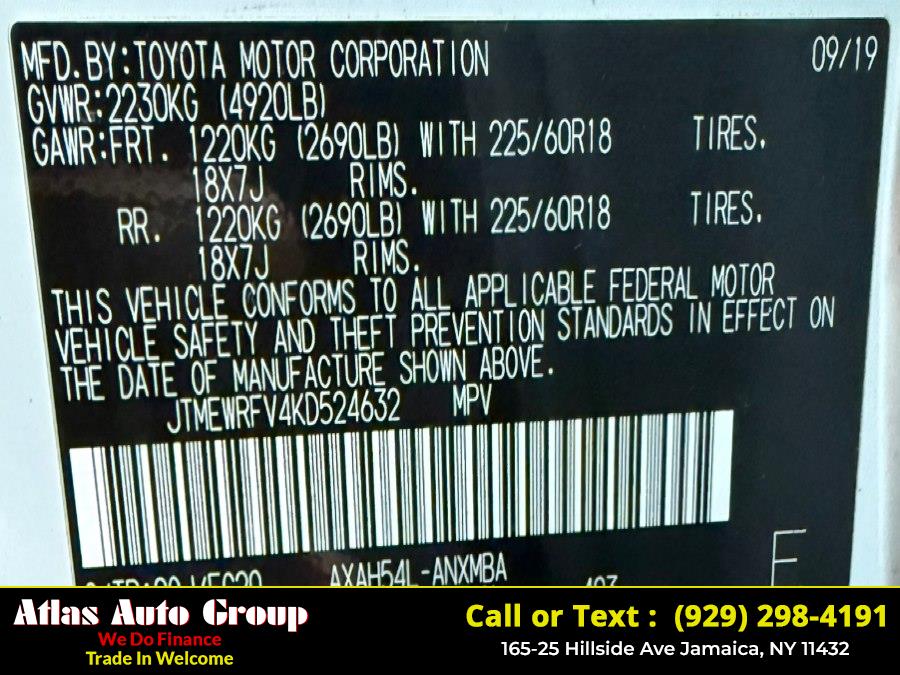 MFD.BY:TOYOTA MOTOR CORPORATION 09/19
GVWR:2230KG (4920LB)
GAWR:FRT. 1220KG (2690LB) WITH 225/60R18 TIRES.
18X7J RIMS.
RR. 1220KG (2690LB) WITH 225/60R18 TIRES.
18X7J RIMS.
THIS VEHICLE CONFORMS TO ALL APPLICABLE FEDERAL MOTOR
VEHICLE SAFETY AND THEFT PREVENTION STANDARDS IN EFFECT ON
THE DATE OF MANUFACTURE SHOWN ABOVE.
JTMEWRFV4KD524632 MPV
AXAH54L-ANXMBA
Atlas Auto Group
We Do Finance
Trade In Welcome
Call or Text : (929) 298-4191
165-25 Hillside Ave Jamaica, NY 11432